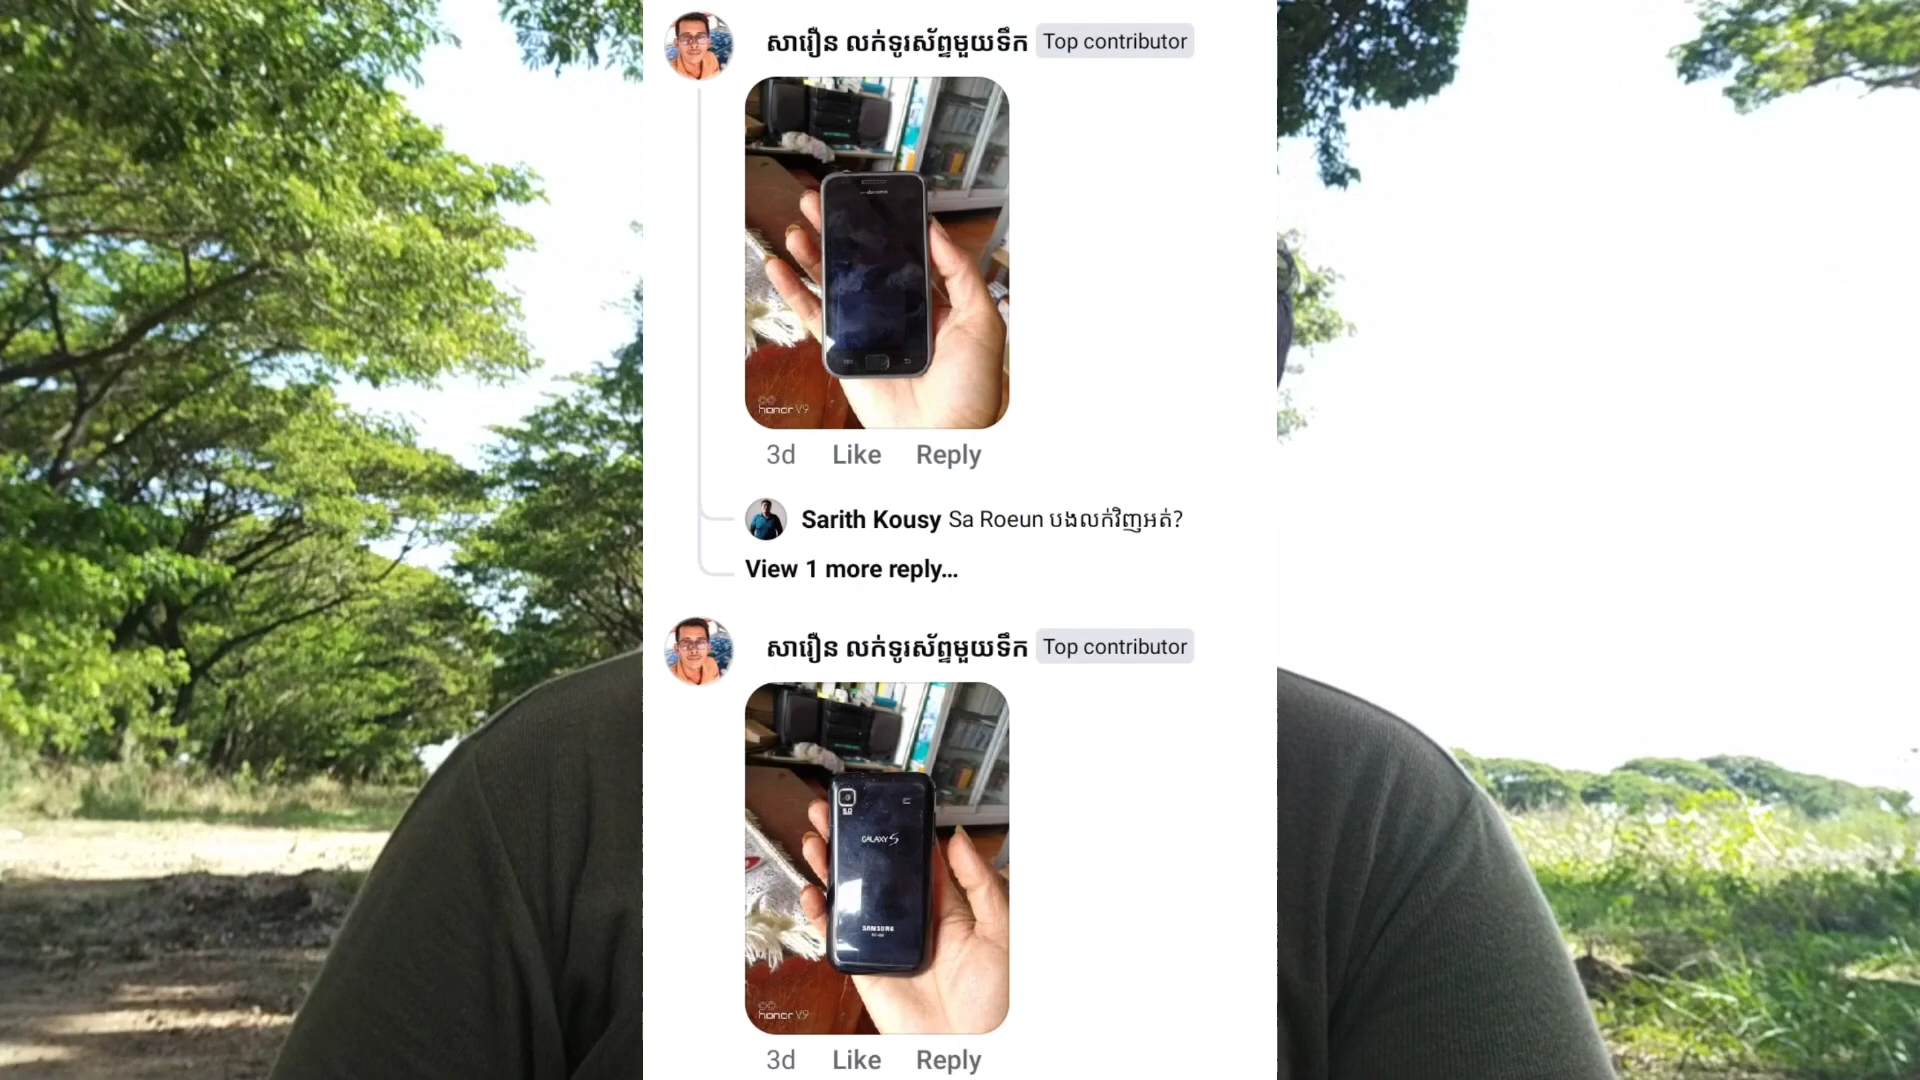 សារឿន លក់ទូរស័ព្ទមួយទឹក Top contributor
docomo
honor V9
3d Like Reply
Sarith Kousy Sa Roeun បងលក់វិញអត់?
View 1 more reply...
សារឿន លក់ទូរស័ព្ទមួយទឹក Top contributor
GALAXY S
SAMSUNG
honor V9
3d Like Reply